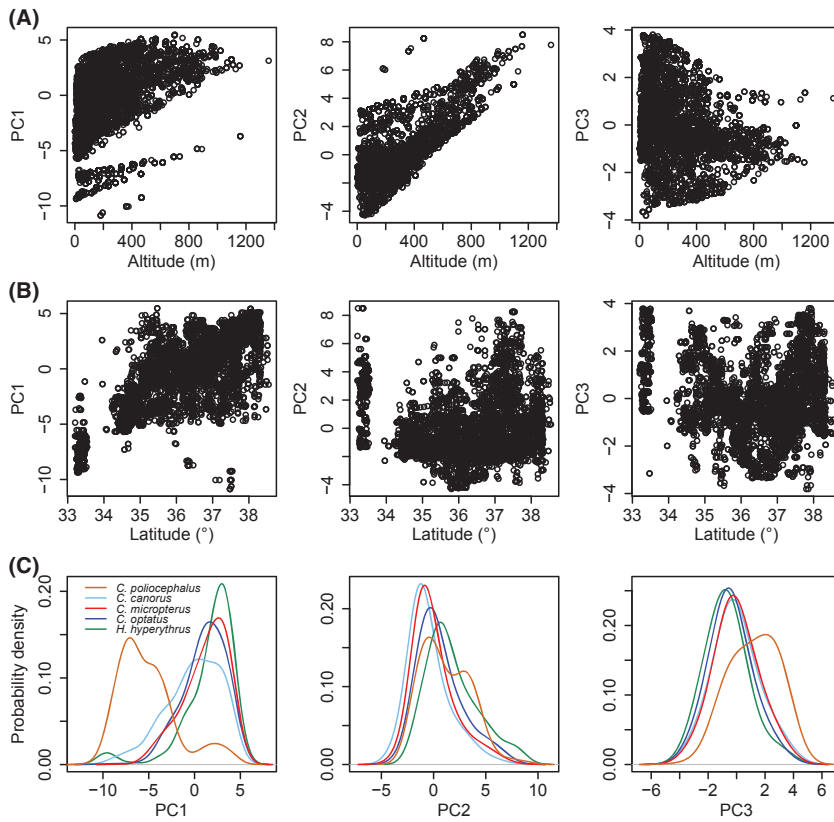 (A)
PC1
5
0
−5
−10
0 400 800 1200
Altitude (m)
PC2
8
6
4
2
0
−4
0 400 800 1200
Altitude (m)
PC3
4
2
0
−2
−4
0 400 800 1200
Altitude (m)
(B)
PC1
5
0
−5
−10
33 34 35 36 37 38
Latitude (°)
PC2
8
6
4
2
0
−4
33 34 35 36 37 38
Latitude (°)
PC3
4
2
0
−2
−4
33 34 35 36 37 38
Latitude (°)
(C)
Probability density
0.20
0.10
0.00
C. poliocephalus
C. canorus
C. micropterus
C. optatus
H. hyperythrus
−10 −5 0 5
PC1
0.20
0.10
0.00
−5 0 5 10
PC2
0.20
0.10
0.00
−6 −2 2 4 6
PC3